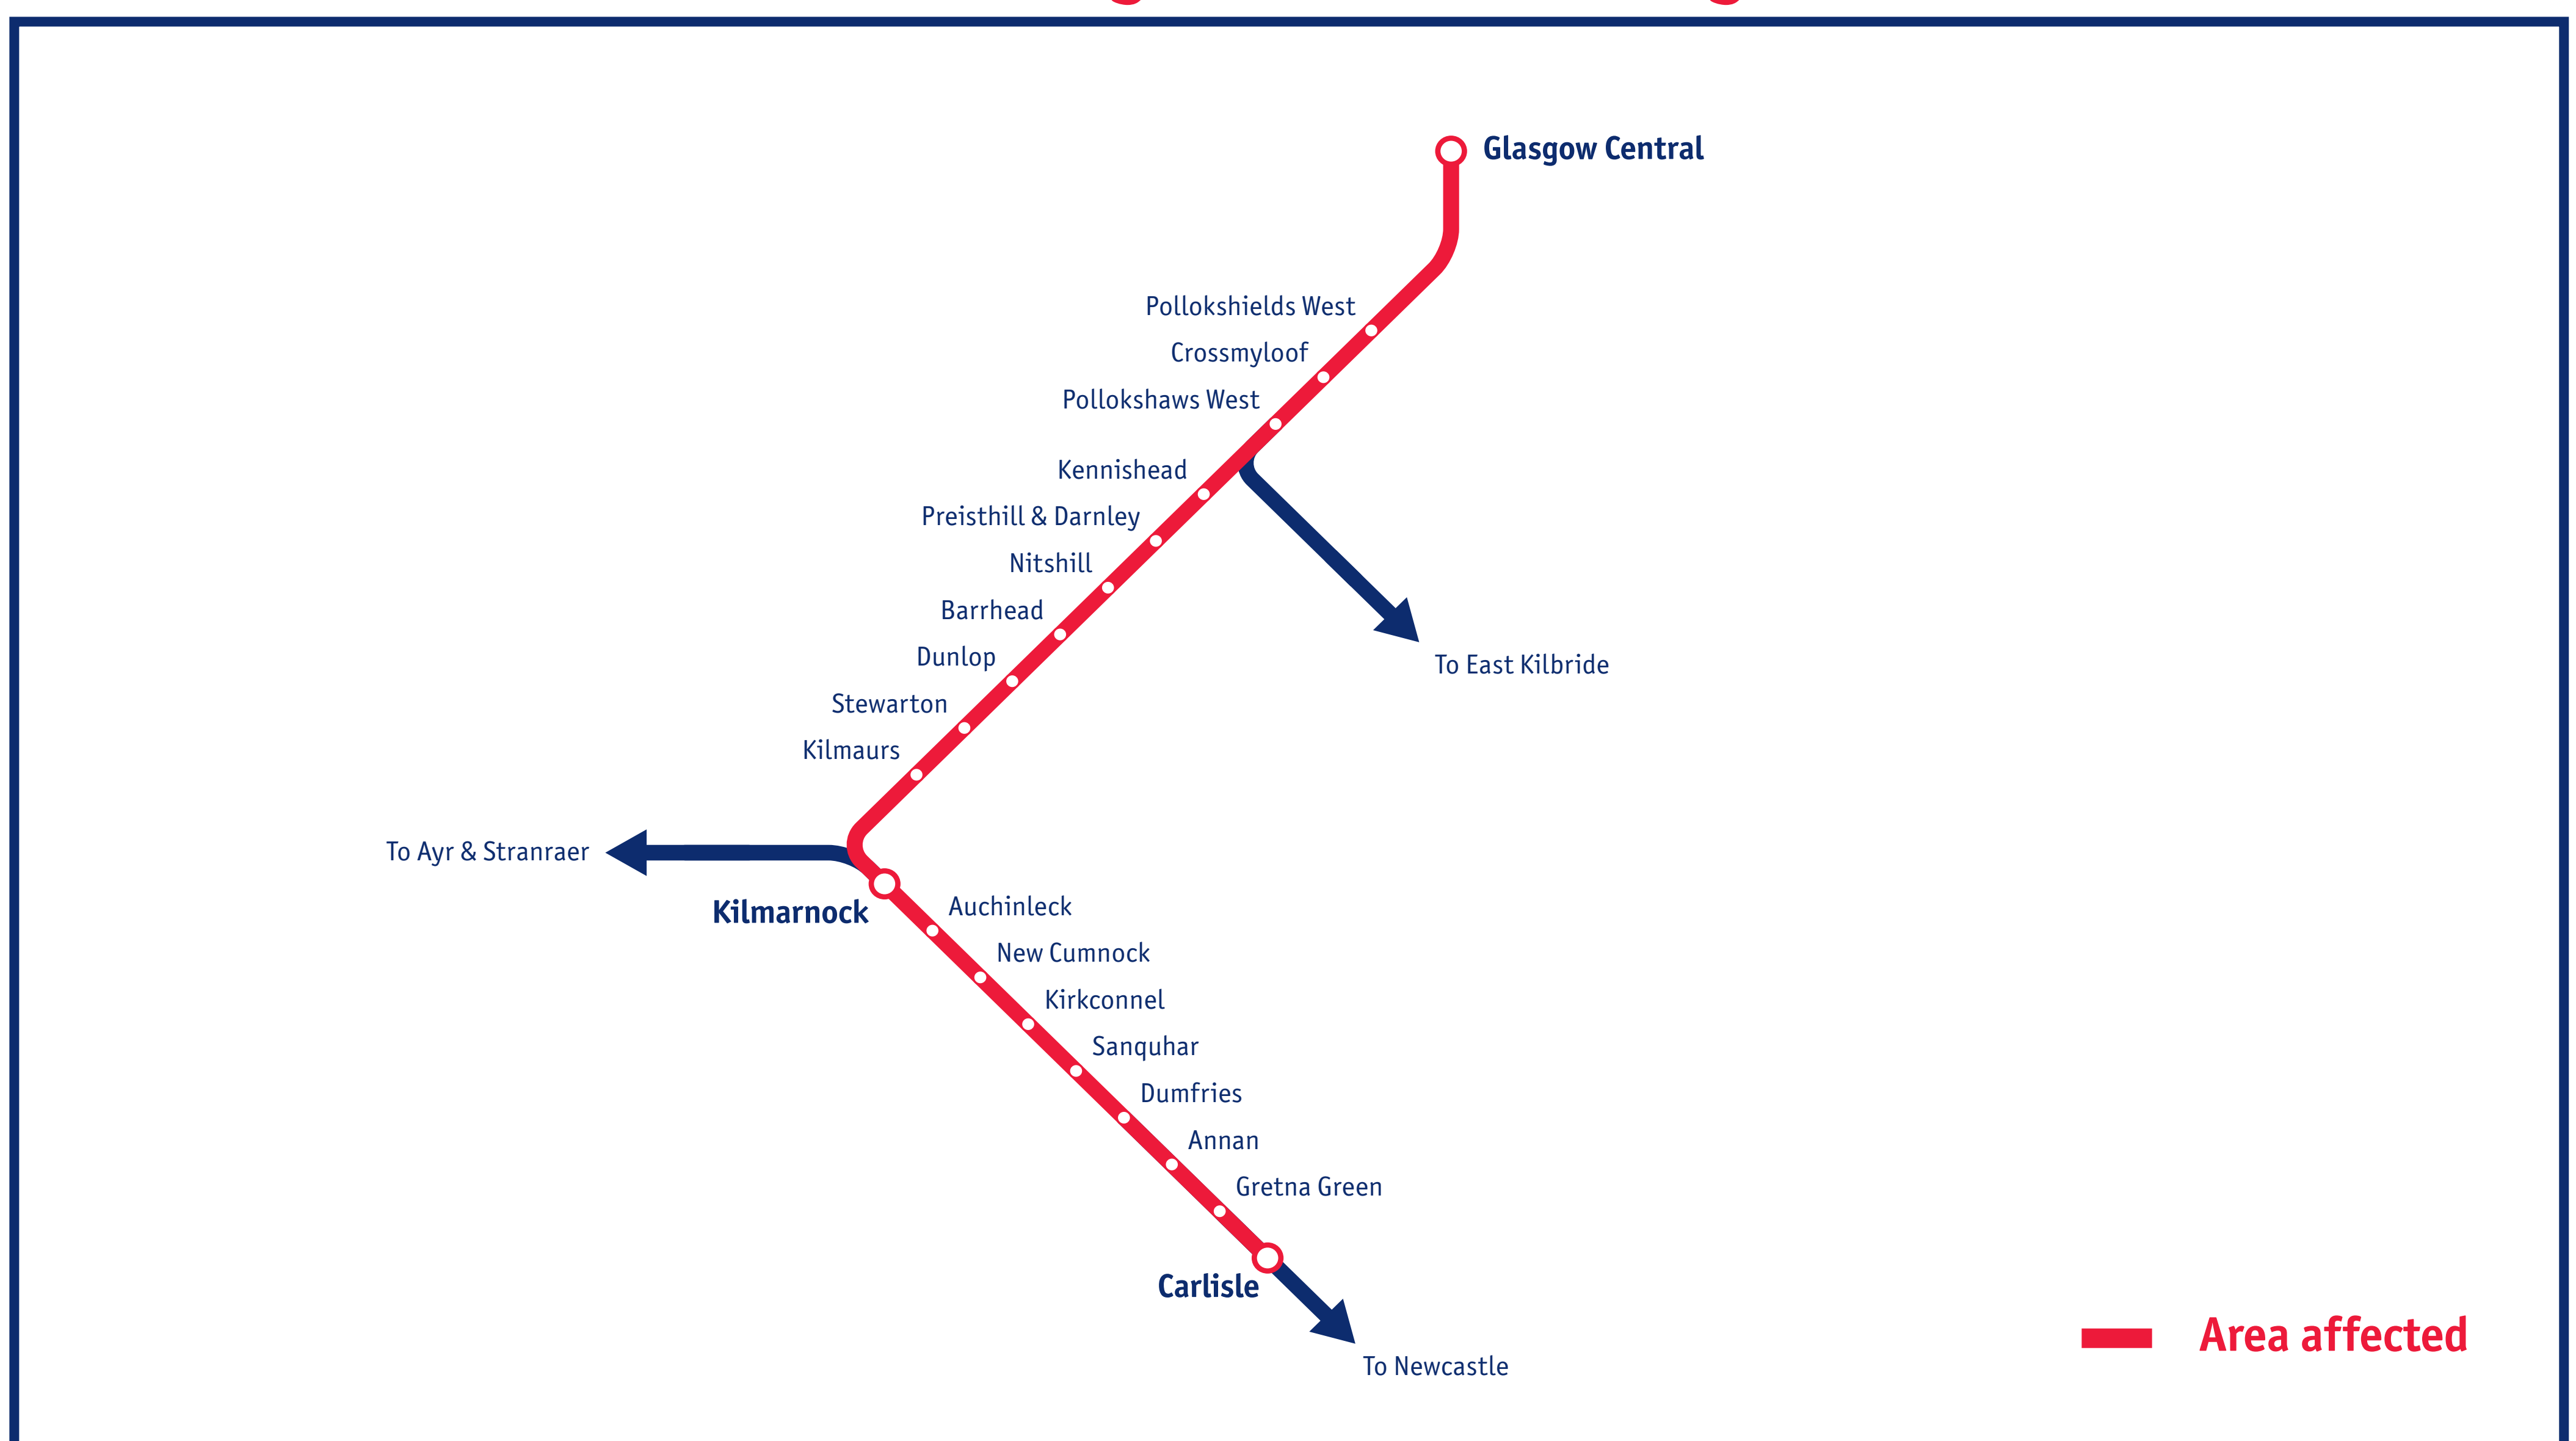 Glasgow Central
Pollokshields West
Crossmyloof
Pollokshaws West
Kennishead
Preisthill & Darnley
Nitshill
Barrhead
To East Kilbride
Dunlop
Stewarton
Kilmaurs
To Ayr & Stranraer
Kilmarnock
Auchinleck
New Cumnock
Kirkconnel
Sanquhar
Dumfries
Annan
Gretna Green
Carlisle
Area affected
To Newcastle